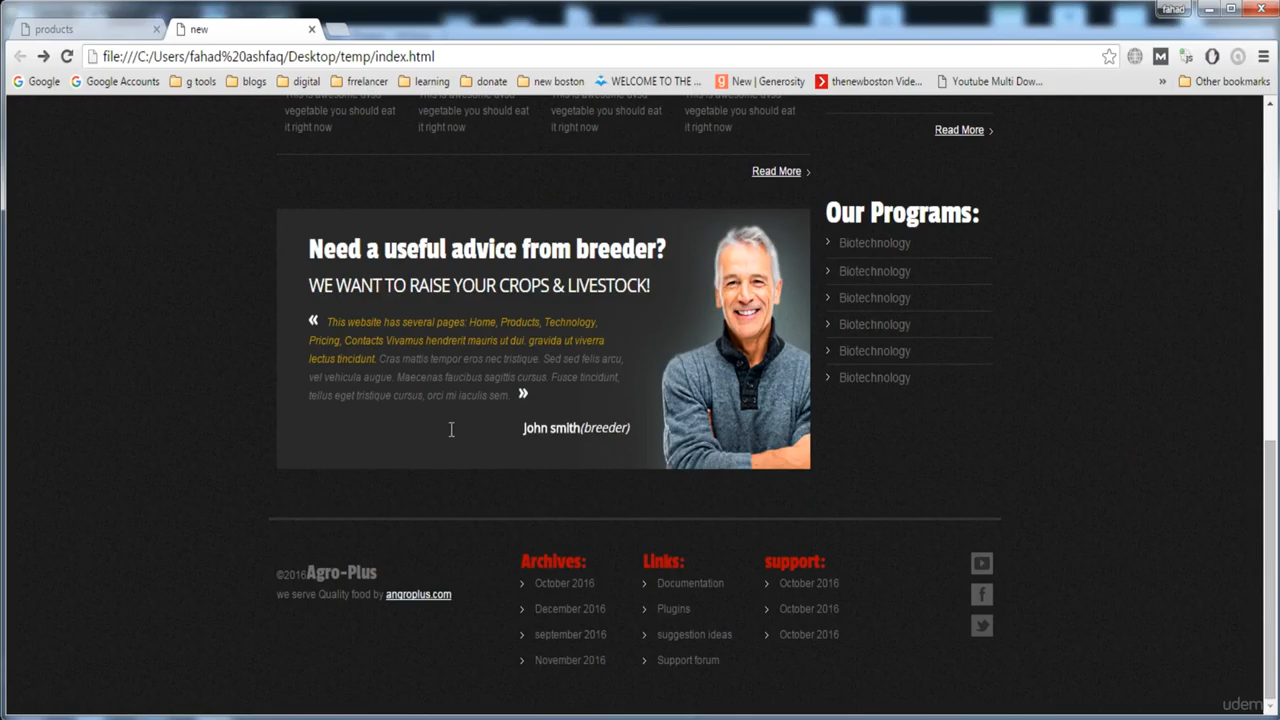 fahad
products
new
file:///C:/Users/fahad%20ashfaq/Desktop/temp/index.html
Google
Google Accounts
g tools
blogs
digital
freelancer
learning
donate
new boston
WELCOME TO THE ...
New | Generosity
thenewboston Vide...
Youtube Multi Dow...
»
Other bookmarks
vegetable you should eat
it right now
vegetable you should eat
it right now
vegetable you should eat
it right now
vegetable you should eat
it right now
Read More
Read More
Need a useful advice from breeder?
WE WANT TO RAISE YOUR CROPS & LIVESTOCK!
« This website has several pages: Home, Products, Technology,
Pricing, Contacts Vivamus hendrerit mauris ut dui. gravida ut viverra
lectus tincidunt. Cras mattis tempor eros nec tristique. Sed sed felis arcu,
vel vehicula augue. Maecenas faucibus sagittis cursus. Fusce tincidunt,
tellus eget tristique cursus, orci mi iaculis sem. »
John smith(breeder)
Our Programs:
Biotechnology
Biotechnology
Biotechnology
Biotechnology
Biotechnology
Biotechnology
©2016Agro-Plus
we serve Quality food by angroplus.com
Archives:
October 2016
December 2016
september 2016
November 2016
Links:
Documentation
Plugins
suggestion ideas
Support forum
support:
October 2016
October 2016
October 2016
udem